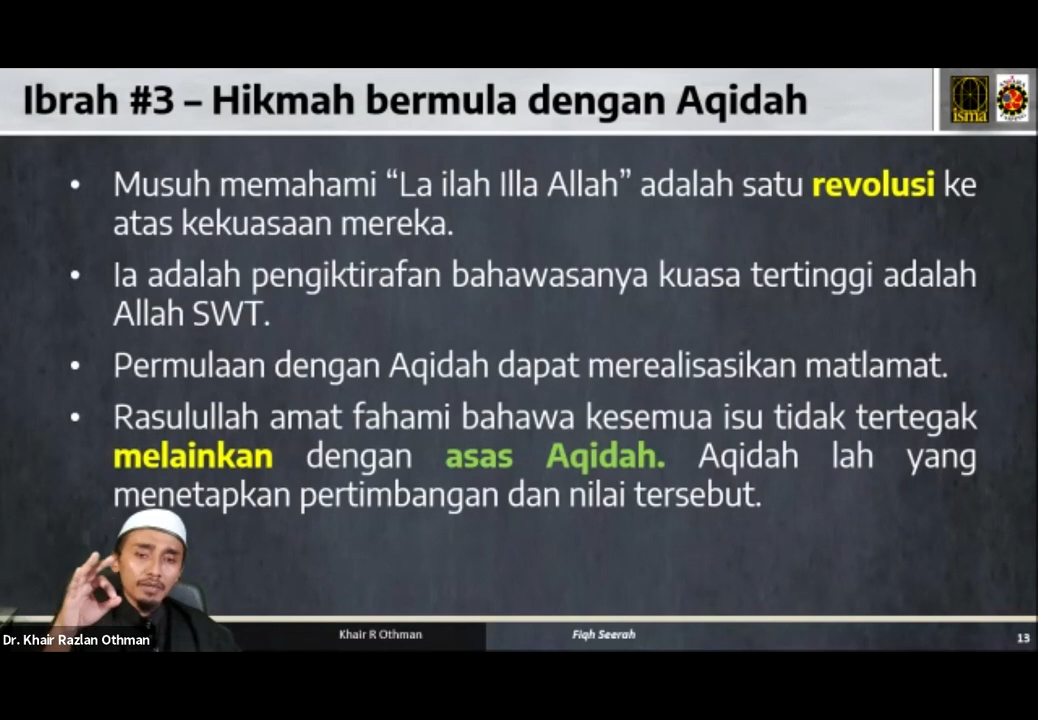 Ibrah #3 – Hikmah bermula dengan Aqidah
isma
• Musuh memahami “La ilah Illa Allah” adalah satu revolusi ke
atas kekuasaan mereka.
• Ia adalah pengiktirafan bahawasanya kuasa tertinggi adalah
Allah SWT.
• Permulaan dengan Aqidah dapat merealisasikan matlamat.
• Rasulullah amat fahami bahawa kesemua isu tidak tertegak
melainkan dengan asas Aqidah. Aqidah lah yang
menetapkan pertimbangan dan nilai tersebut.
Dr. Khair Razlan Othman
Khair R Othman
Fiqh Seerah
13